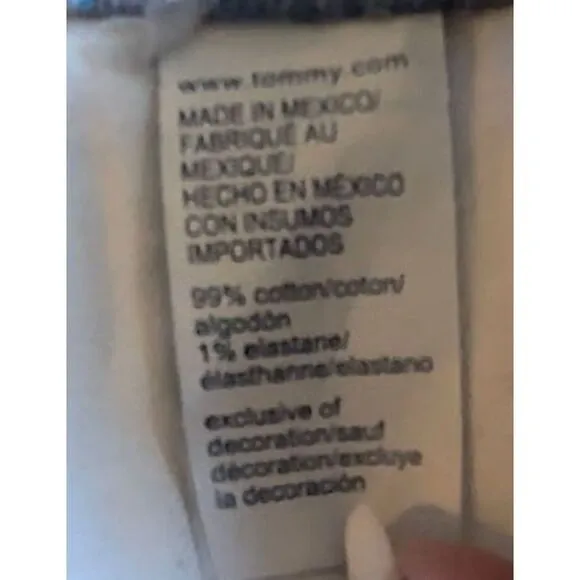 www.tommy.com
MADE IN MEXICO/
FABRIQUÉ AU
MEXIQUE/
HECHO EN MÉXICO
CON INSUMOS
IMPORTADOS
99% cotton/coton/
algodón
1% elastane/
élasthanne/elastano
exclusive of
decoration/sauf
décoration/excluye
la decoración